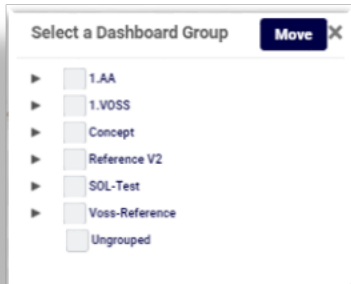 Select a Dashboard Group Move
1.AA
1.VOSS
Concept
Reference V2
SOL-Test
Voss-Reference
Ungrouped